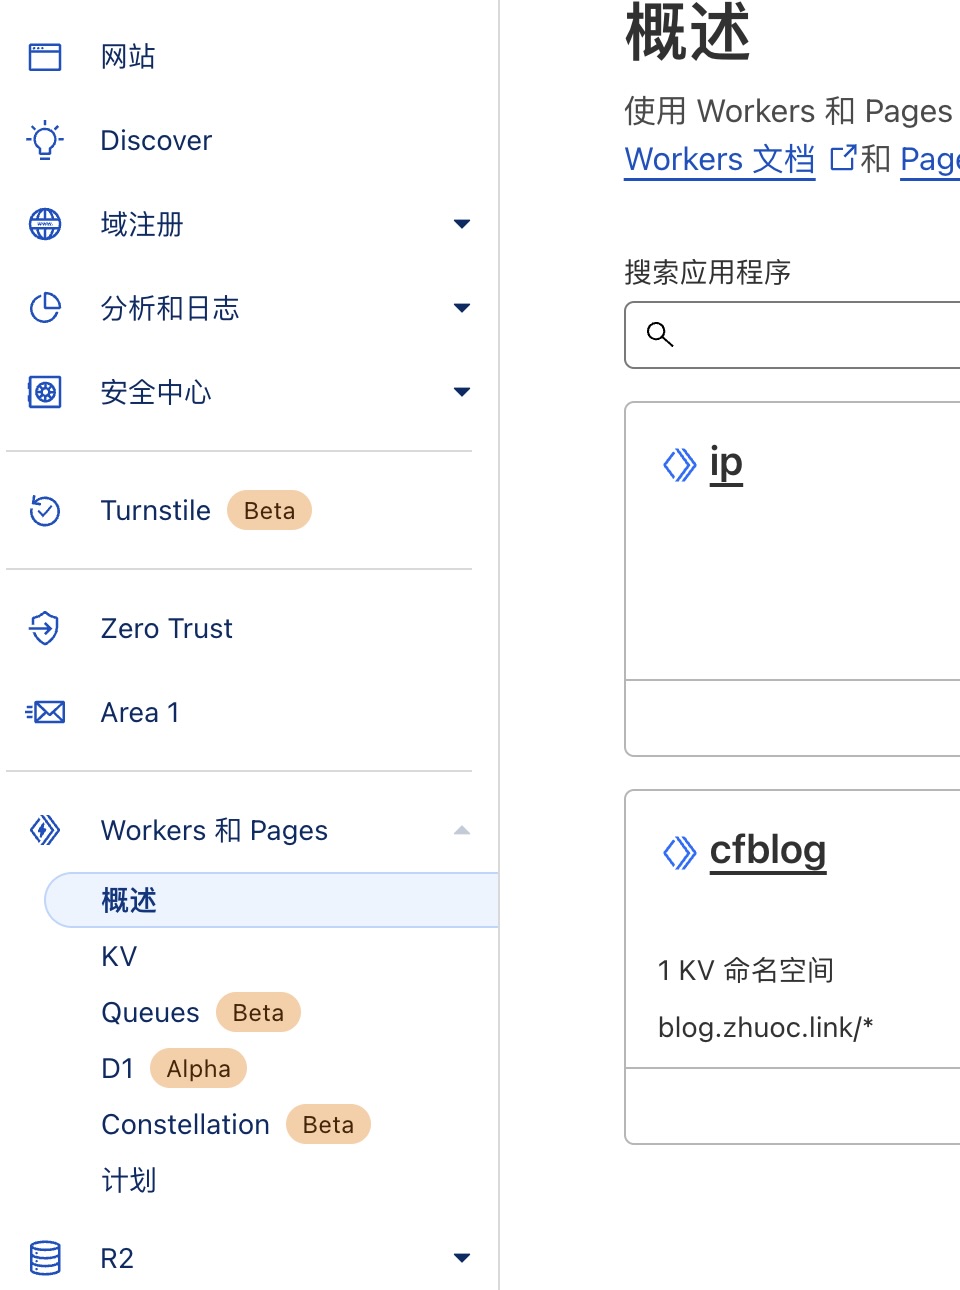 网站
Discover
域注册
分析和日志
安全中心
Turnstile Beta
Zero Trust
Area 1
Workers 和 Pages
概述
KV
Queues Beta
D1 Alpha
Constellation Beta
计划
R2
概述
使用 Workers 和 Pages
Workers 文档 和 Page
搜索应用程序
ip
cfblog
1 KV 命名空间
blog.zhuoc.link/*